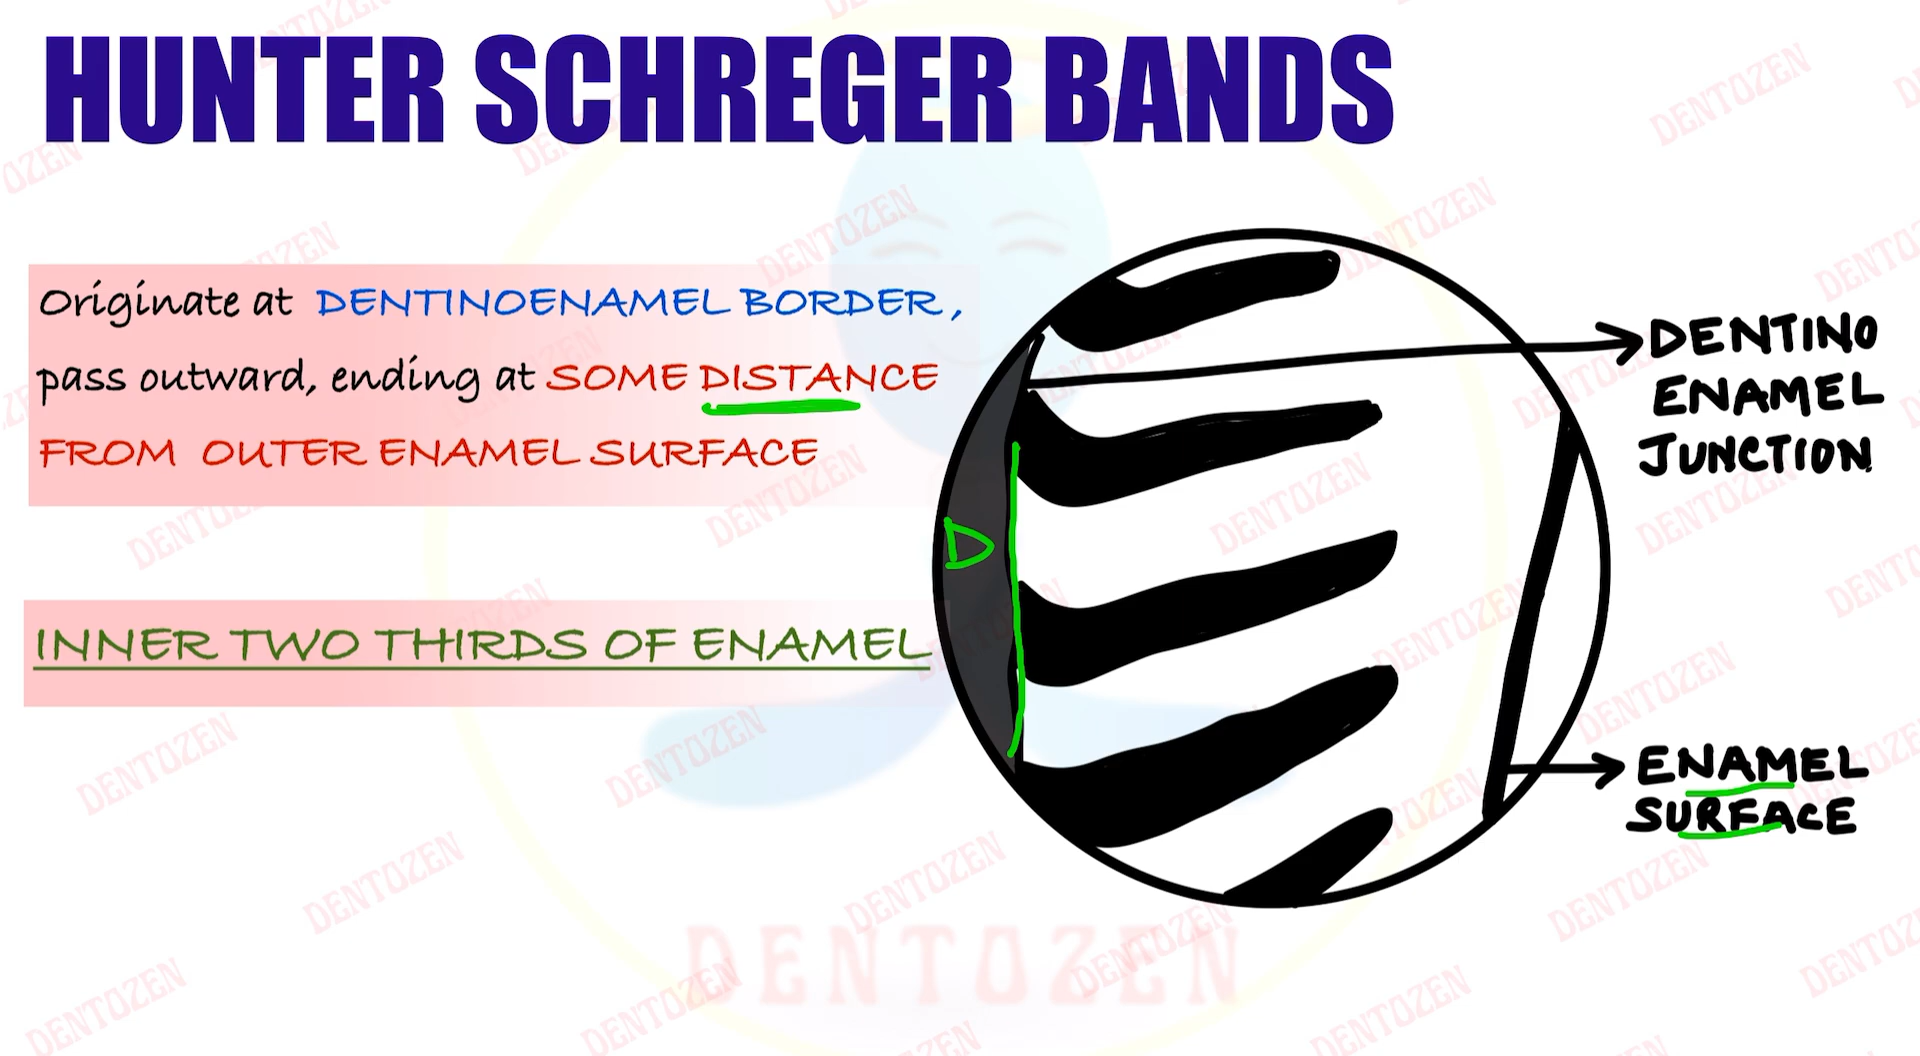 HUNTER SCHREGER BANDS
Originate at DENTINOENAMEL BORDER,
pass outward, ending at SOME DISTANCE
FROM OUTER ENAMEL SURFACE
INNER TWO THIRDS OF ENAMEL
D
DENTINO
ENAMEL
JUNCTION
ENAMEL
SURFACE
DENTOZEN